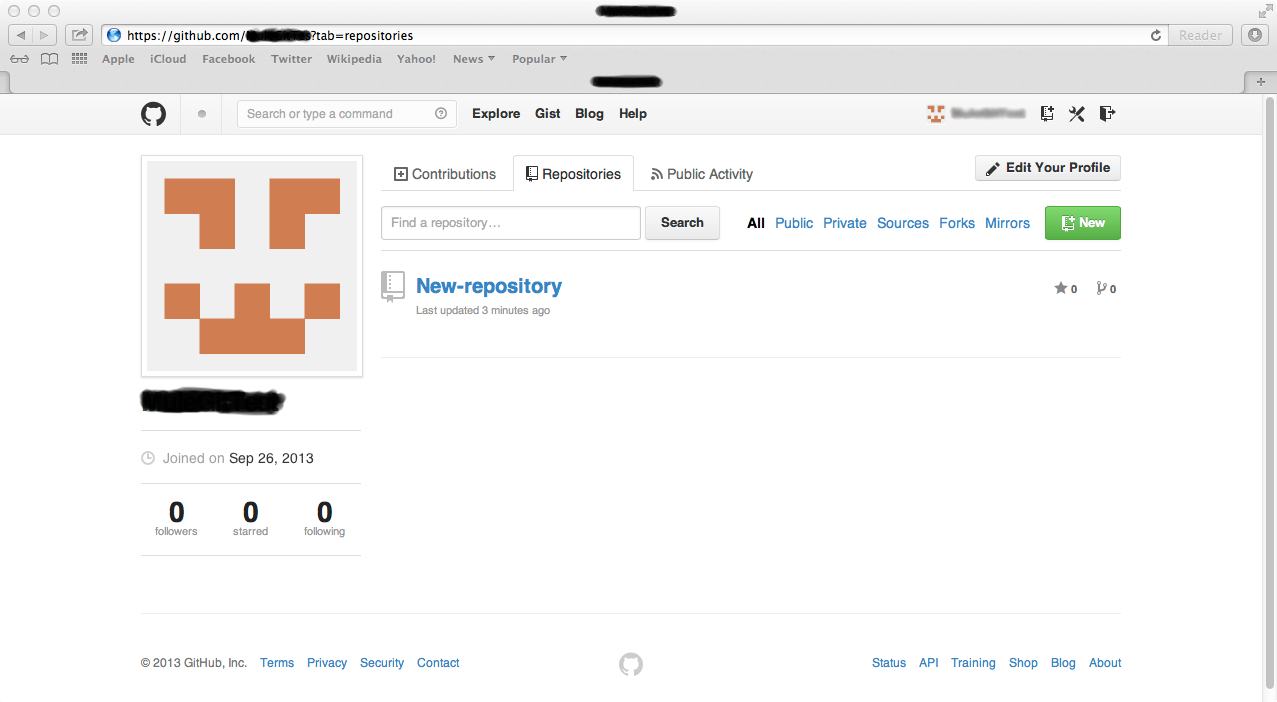 https://github.com/ ?tab=repositories
Reader
Apple iCloud Facebook Twitter Wikipedia Yahoo! News Popular
Search or type a command
Explore Gist Blog Help
Contributions Repositories Public Activity
Edit Your Profile
Find a repository…
Search
All Public Private Sources Forks Mirrors
New
New-repository
0 0
Last updated 3 minutes ago
Joined on Sep 26, 2013
0 0 0
followers starred following
© 2013 GitHub, Inc. Terms Privacy Security Contact
Status API Training Shop Blog About